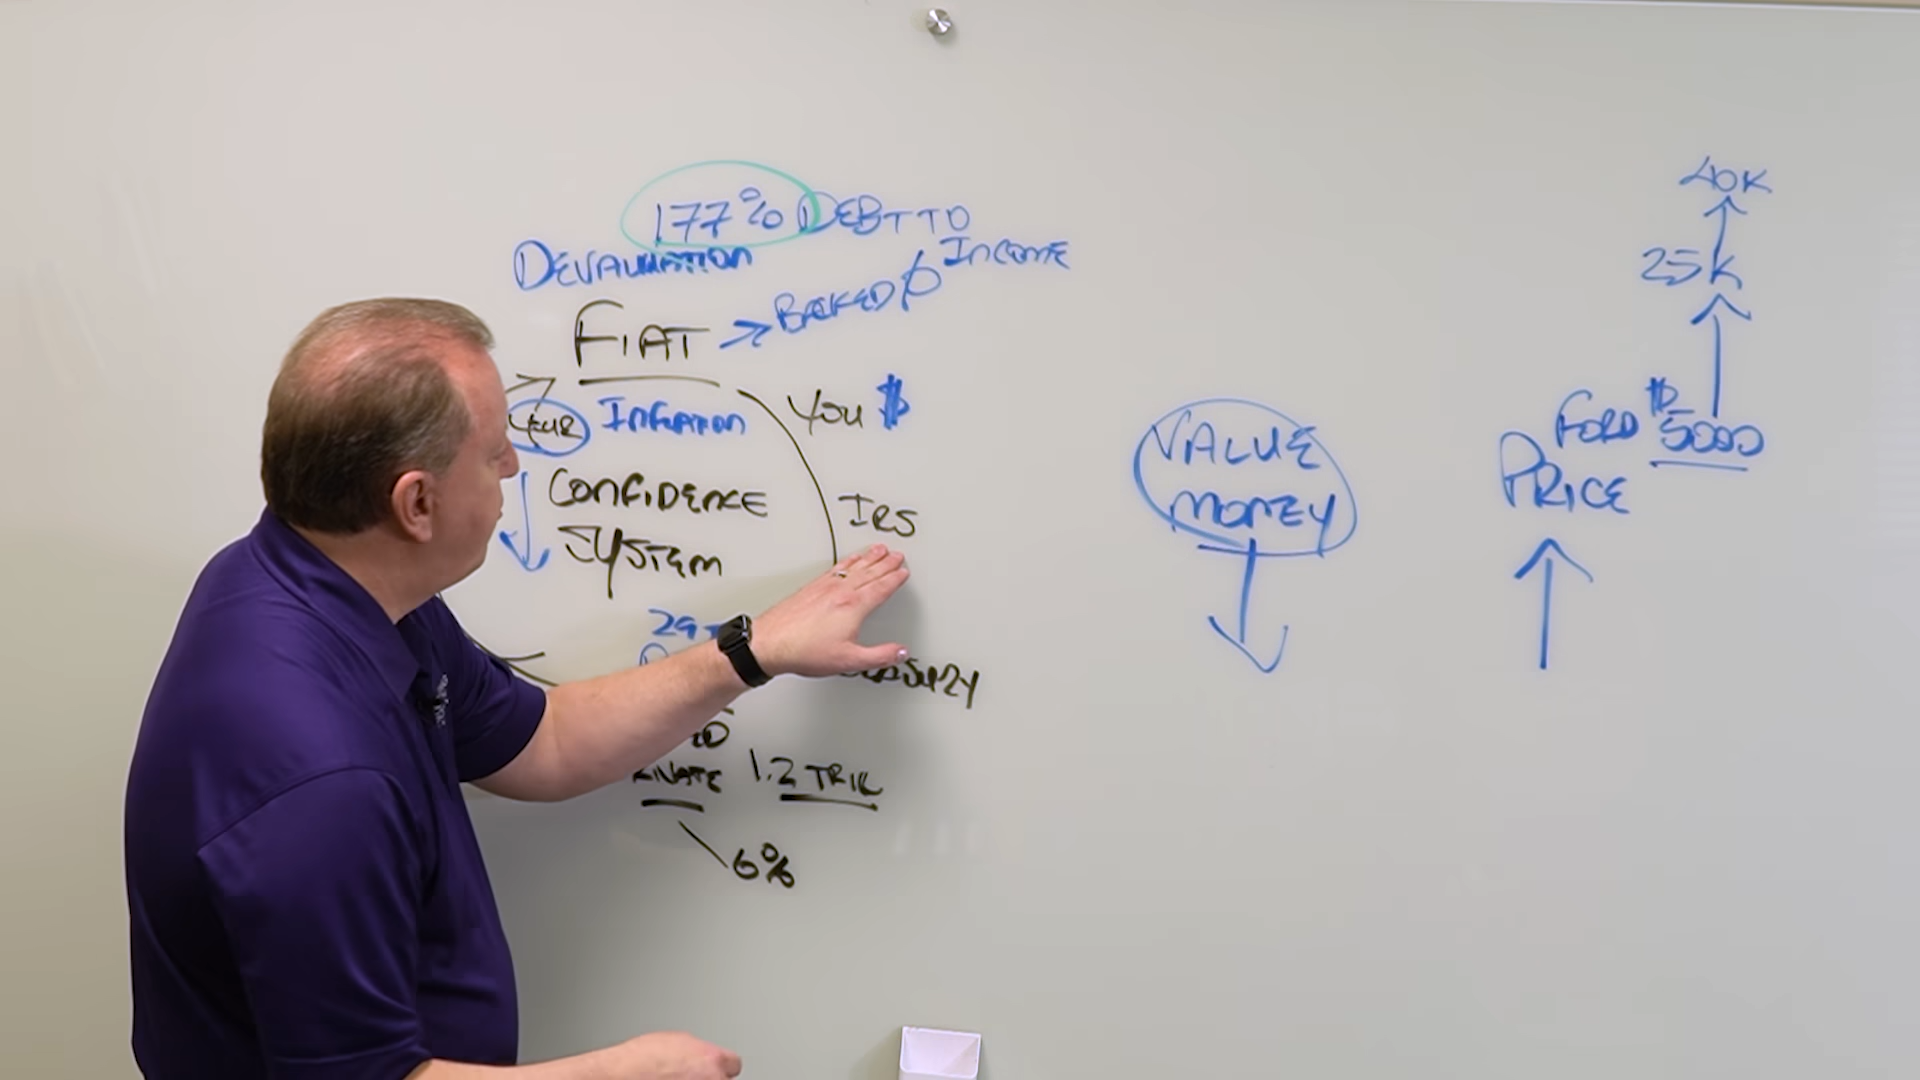 177% DEBT TO
INCOME
DEVALUATION
FIAT > BACKED Ø
YOU $
INFLATION
CONFIDENCE
SYSTEM
IRS
29
1.2 TRIL
6%
VALUE
MONEY
40K
25K
FORD $5000
PRICE